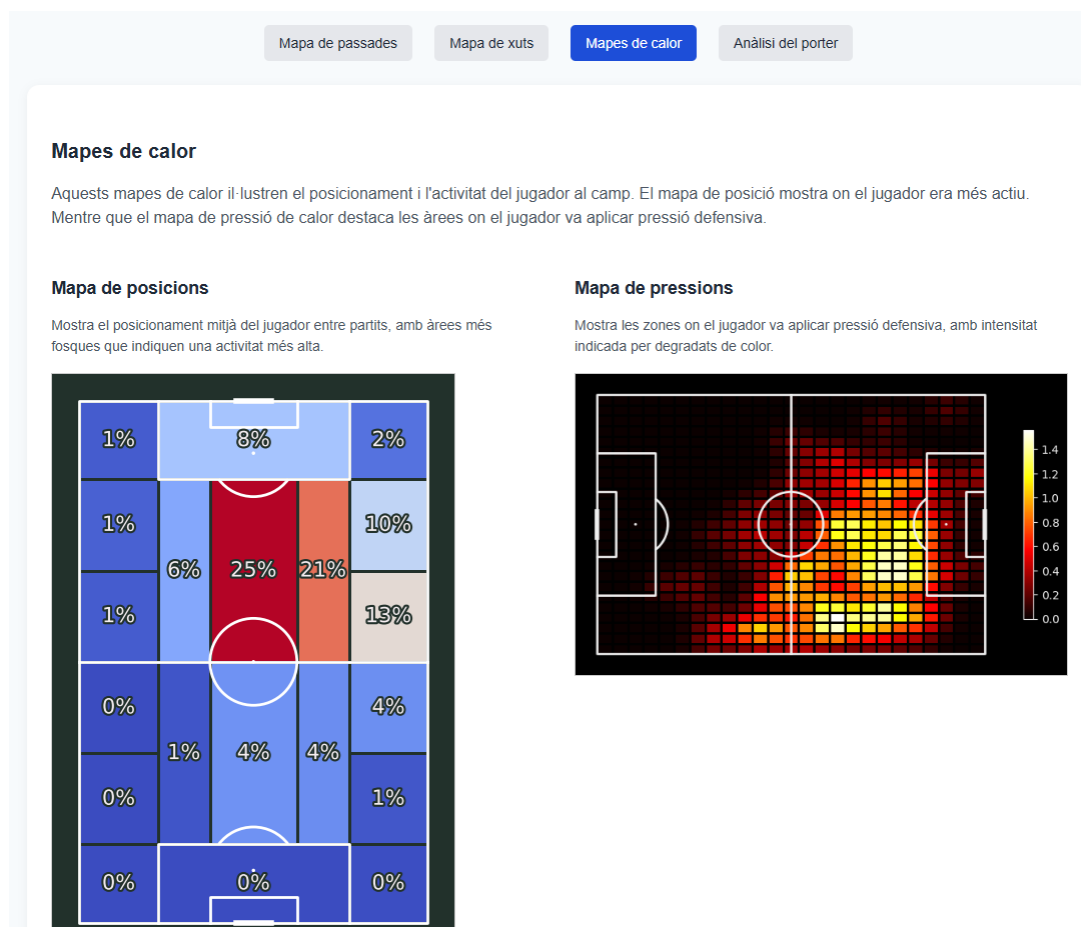 Mapa de passades
Mapa de xuts
Mapes de calor
Anàlisi del porter
Mapes de calor
Aquests mapes de calor il·lustren el posicionament i l'activitat del jugador al camp. El mapa de posició mostra on el jugador era més actiu.
Mentre que el mapa de pressió de calor destaca les àrees on el jugador va aplicar pressió defensiva.
Mapa de posicions
Mostra el posicionament mitjà del jugador entre partits, amb àrees més
fosques que indiquen una activitat més alta.
1%
8%
2%
1%
10%
6%
25%
21%
1%
13%
0%
4%
1%
4%
4%
0%
1%
0%
0%
0%
Mapa de pressions
Mostra les zones on el jugador va aplicar pressió defensiva, amb intensitat
indicada per degradats de color.
1.4
1.2
1.0
0.8
0.6
0.4
0.2
0.0